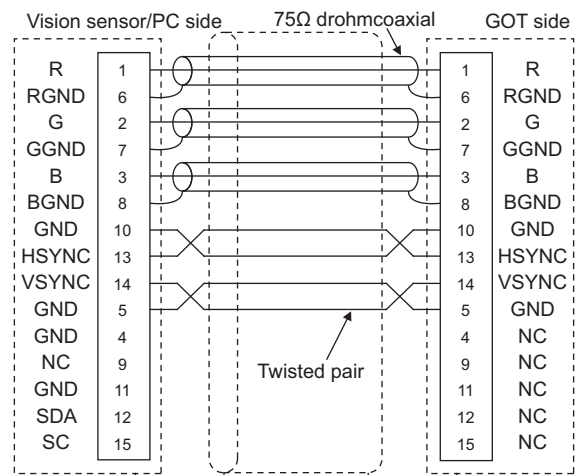 Vision sensor/PC side 75Ω drohmcoaxial GOT side
R 1 1 R
RGND 6 6 RGND
G 2 2 G
GGND 7 7 GGND
B 3 3 B
BGND 8 8 BGND
GND 10 10 GND
HSYNC 13 13 HSYNC
VSYNC 14 14 VSYNC
GND 5 5 GND
GND 4 4 NC
NC 9 9 NC
GND 11 11 NC
SDA 12 12 NC
SC 15 15 NC
Twisted pair